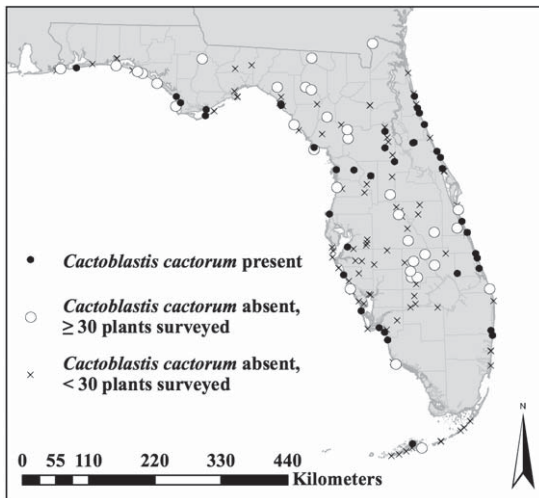 Cactoblastis cactorum present
Cactoblastis cactorum absent,
≥ 30 plants surveyed
Cactoblastis cactorum absent,
< 30 plants surveyed
N
0 55 110 220 330 440
Kilometers